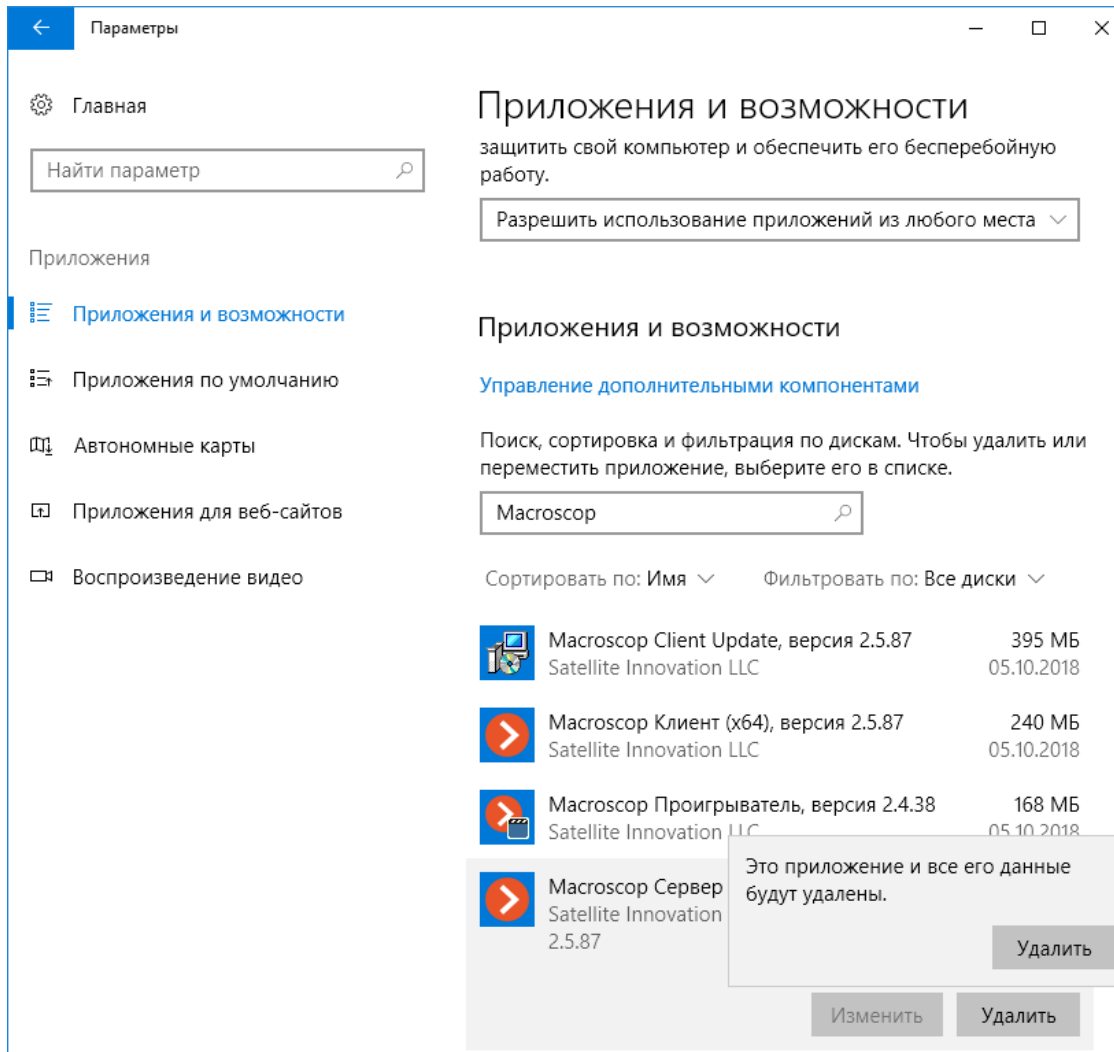 Параметры
Главная
Найти параметр
Приложения
Приложения и возможности
Приложения по умолчанию
Автономные карты
Приложения для веб-сайтов
Воспроизведение видео
Приложения и возможности
защитить свой компьютер и обеспечить его бесперебойную
работу.
Разрешить использование приложений из любого места
Приложения и возможности
Управление дополнительными компонентами
Поиск, сортировка и фильтрация по дискам. Чтобы удалить или
переместить приложение, выберите его в списке.
Macroscop
Сортировать по: Имя Фильтровать по: Все диски
Macroscop Client Update, версия 2.5.87 395 МБ
Satellite Innovation LLC 05.10.2018
Macroscop Клиент (x64), версия 2.5.87 240 МБ
Satellite Innovation LLC 05.10.2018
Macroscop Проигрыватель, версия 2.4.38 168 МБ
Satellite Innovation LLC 05.10.2018
Macroscop Сервер
Satellite Innovation
2.5.87
Это приложение и все его данные
будут удалены.
Удалить
Изменить Удалить